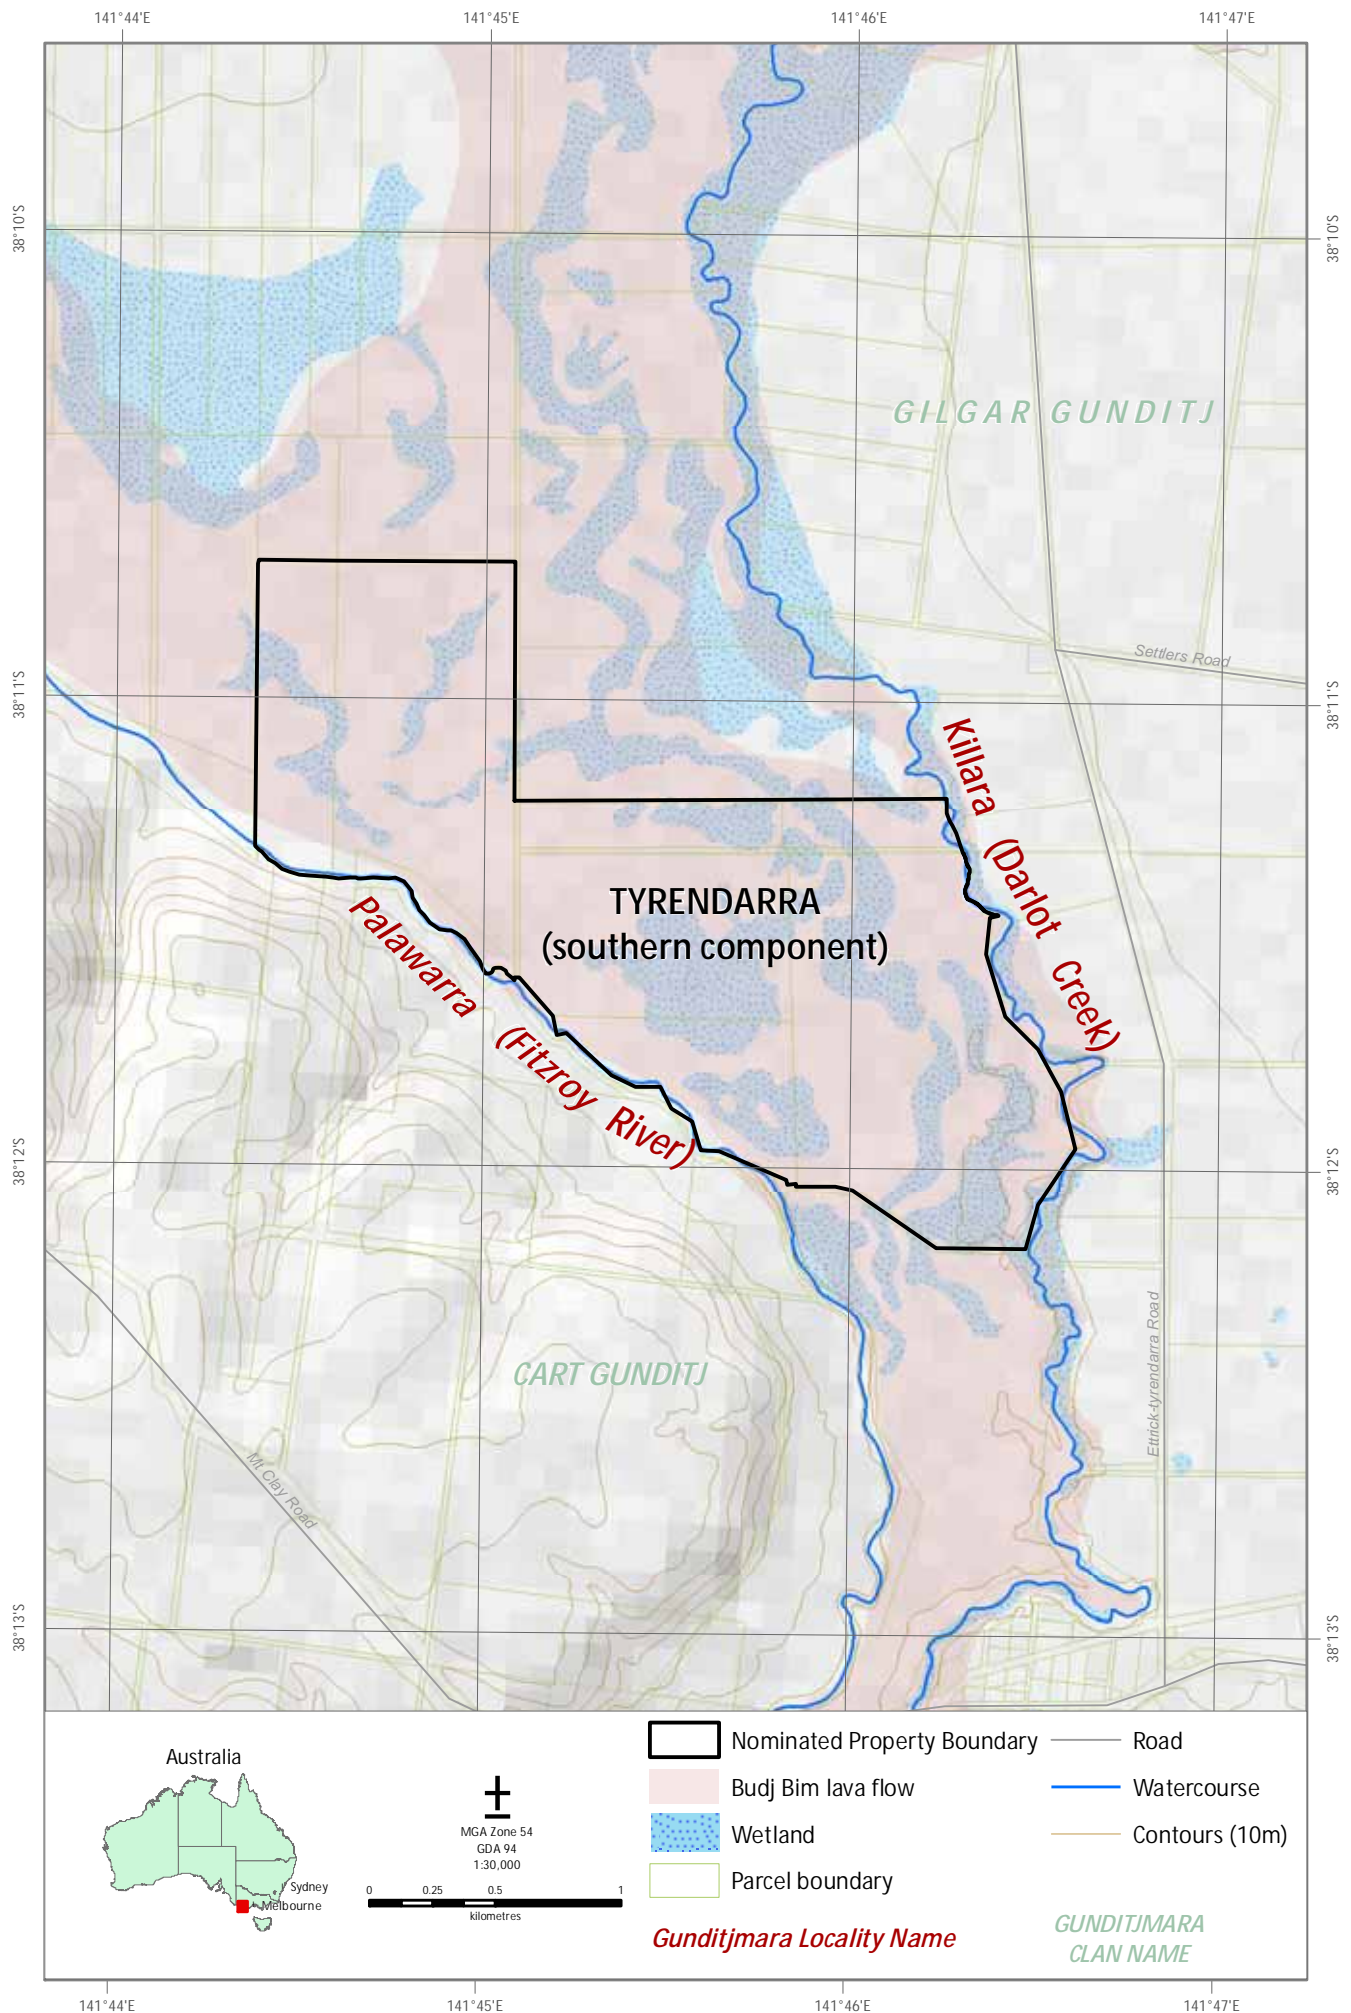 141°44'E
141°45'E
141°46'E
141°47'E
38°10'S
38°10'S
GILGAR GUNDITJ
Settlers Road
38°11'S
38°11'S
Killara (Darlot Creek)
TYRENDARRA
(southern component)
Palawarra (Fitzroy River)
38°12'S
38°12'S
Ettrick-tyrendarra Road
CART GUNDITJ
Mt Clay Road
38°13'S
38°13'S
Australia
Sydney
Melbourne
MGA Zone 54
GDA 94
1:30,000
0 0.25 0.5 1
kilometres
Nominated Property Boundary
Budj Bim lava flow
Wetland
Parcel boundary
Gunditjmara Locality Name
Road
Watercourse
Contours (10m)
GUNDITJMARA
CLAN NAME
141°44'E
141°45'E
141°46'E
141°47'E